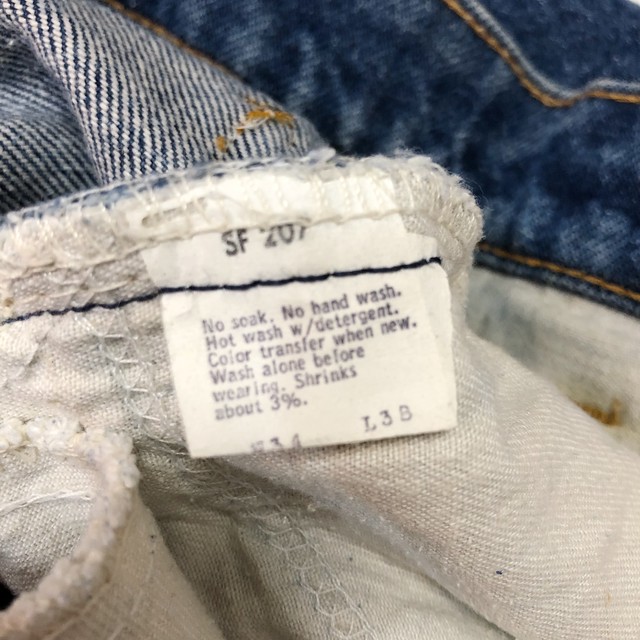 SF 207
No soak. No hand wash.
Hot wash w/detergent.
Color transfer when new.
Wash alone before
wearing. Shrinks
about 3%.
L3B